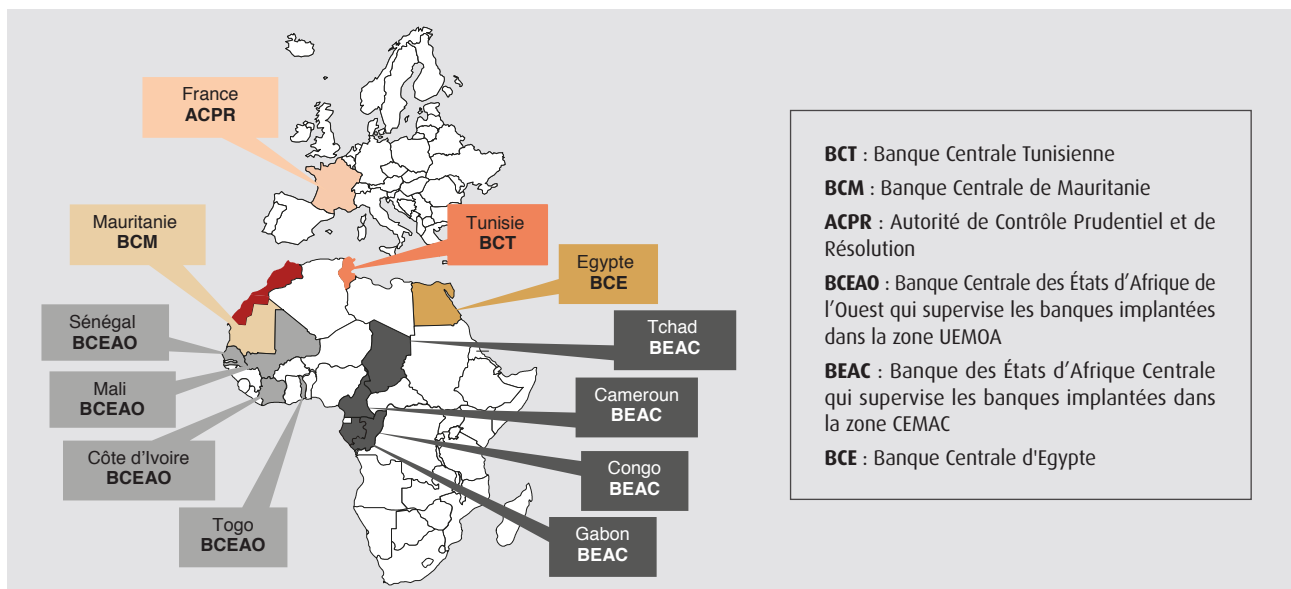 France
ACPR
Mauritanie
BCM
Tunisie
BCT
Egypte
BCE
Sénégal
BCEAO
Tchad
BEAC
Mali
BCEAO
Cameroun
BEAC
Côte d'Ivoire
BCEAO
Congo
BEAC
Togo
BCEAO
Gabon
BEAC
BCT : Banque Centrale Tunisienne
BCM : Banque Centrale de Mauritanie
ACPR : Autorité de Contrôle Prudentiel et de
Résolution
BCEAO : Banque Centrale des États d’Afrique de
l’Ouest qui supervise les banques implantées
dans la zone UEMOA
BEAC : Banque des États d’Afrique Centrale
qui supervise les banques implantées dans
la zone CEMAC
BCE : Banque Centrale d'Egypte